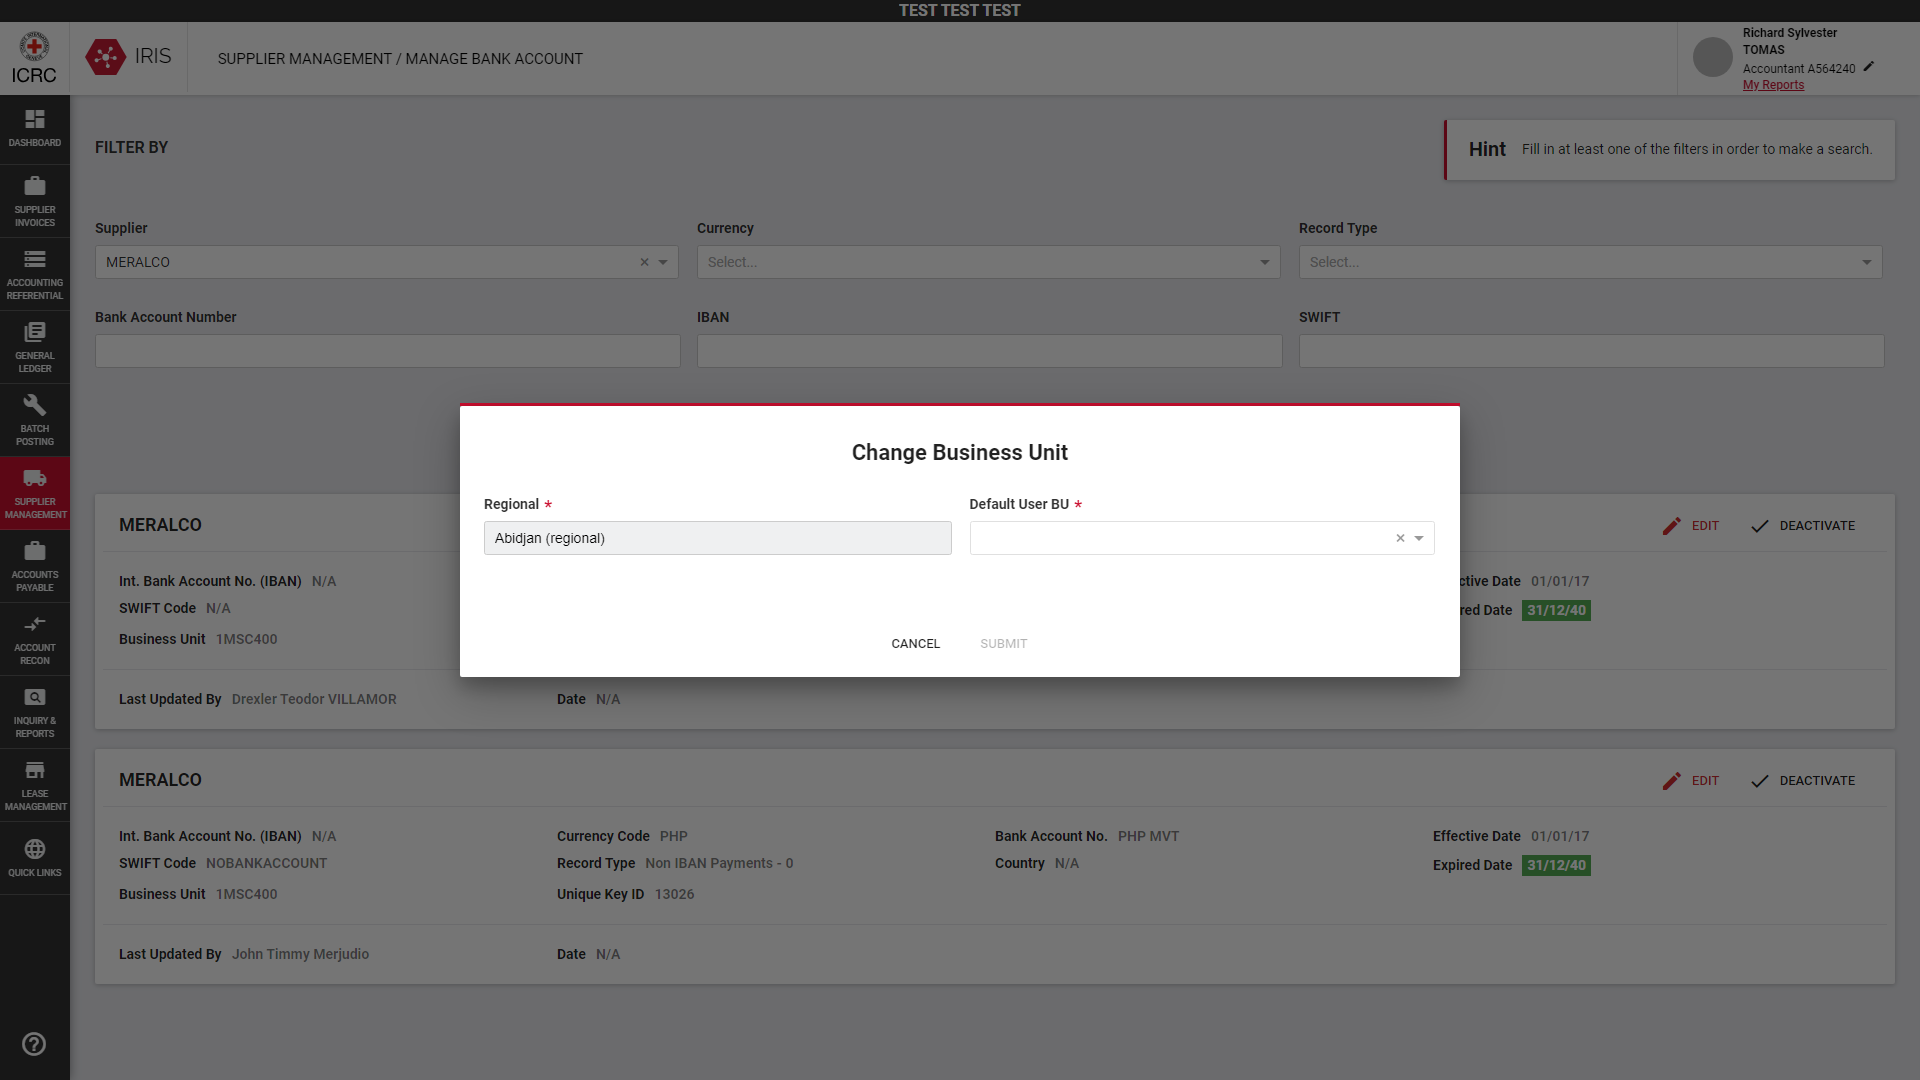 TEST TEST TEST
ICRC
IRIS
SUPPLIER MANAGEMENT / MANAGE BANK ACCOUNT
Richard Sylvester
TOMAS
Accountant A564240
My Reports
DASHBOARD
SUPPLIER
INVOICES
ACCOUNTING
REFERENTIAL
GENERAL
LEDGER
BATCH
POSTING
SUPPLIER
MANAGEMENT
ACCOUNTS
PAYABLE
ACCOUNT
RECON
INQUIRY &
REPORTS
LEASE
MANAGEMENT
QUICK LINKS
FILTER BY
Hint Fill in at least one of the filters in order to make a search.
Supplier Currency Record Type
MERALCO Select... Select...
Bank Account Number IBAN SWIFT
Change Business Unit
Regional * Default User BU *
Abidjan (regional)
CANCEL SUBMIT
MERALCO EDIT DEACTIVATE
Int. Bank Account No. (IBAN) N/A ctive Date 01/01/17
SWIFT Code N/A red Date 31/12/40
Business Unit 1MSC400
Last Updated By Drexler Teodor VILLAMOR Date N/A
MERALCO EDIT DEACTIVATE
Int. Bank Account No. (IBAN) N/A Currency Code PHP Bank Account No. PHP MVT Effective Date 01/01/17
SWIFT Code NOBANKACCOUNT Record Type Non IBAN Payments - 0 Country N/A Expired Date 31/12/40
Business Unit 1MSC400 Unique Key ID 13026
Last Updated By John Timmy Merjudio Date N/A